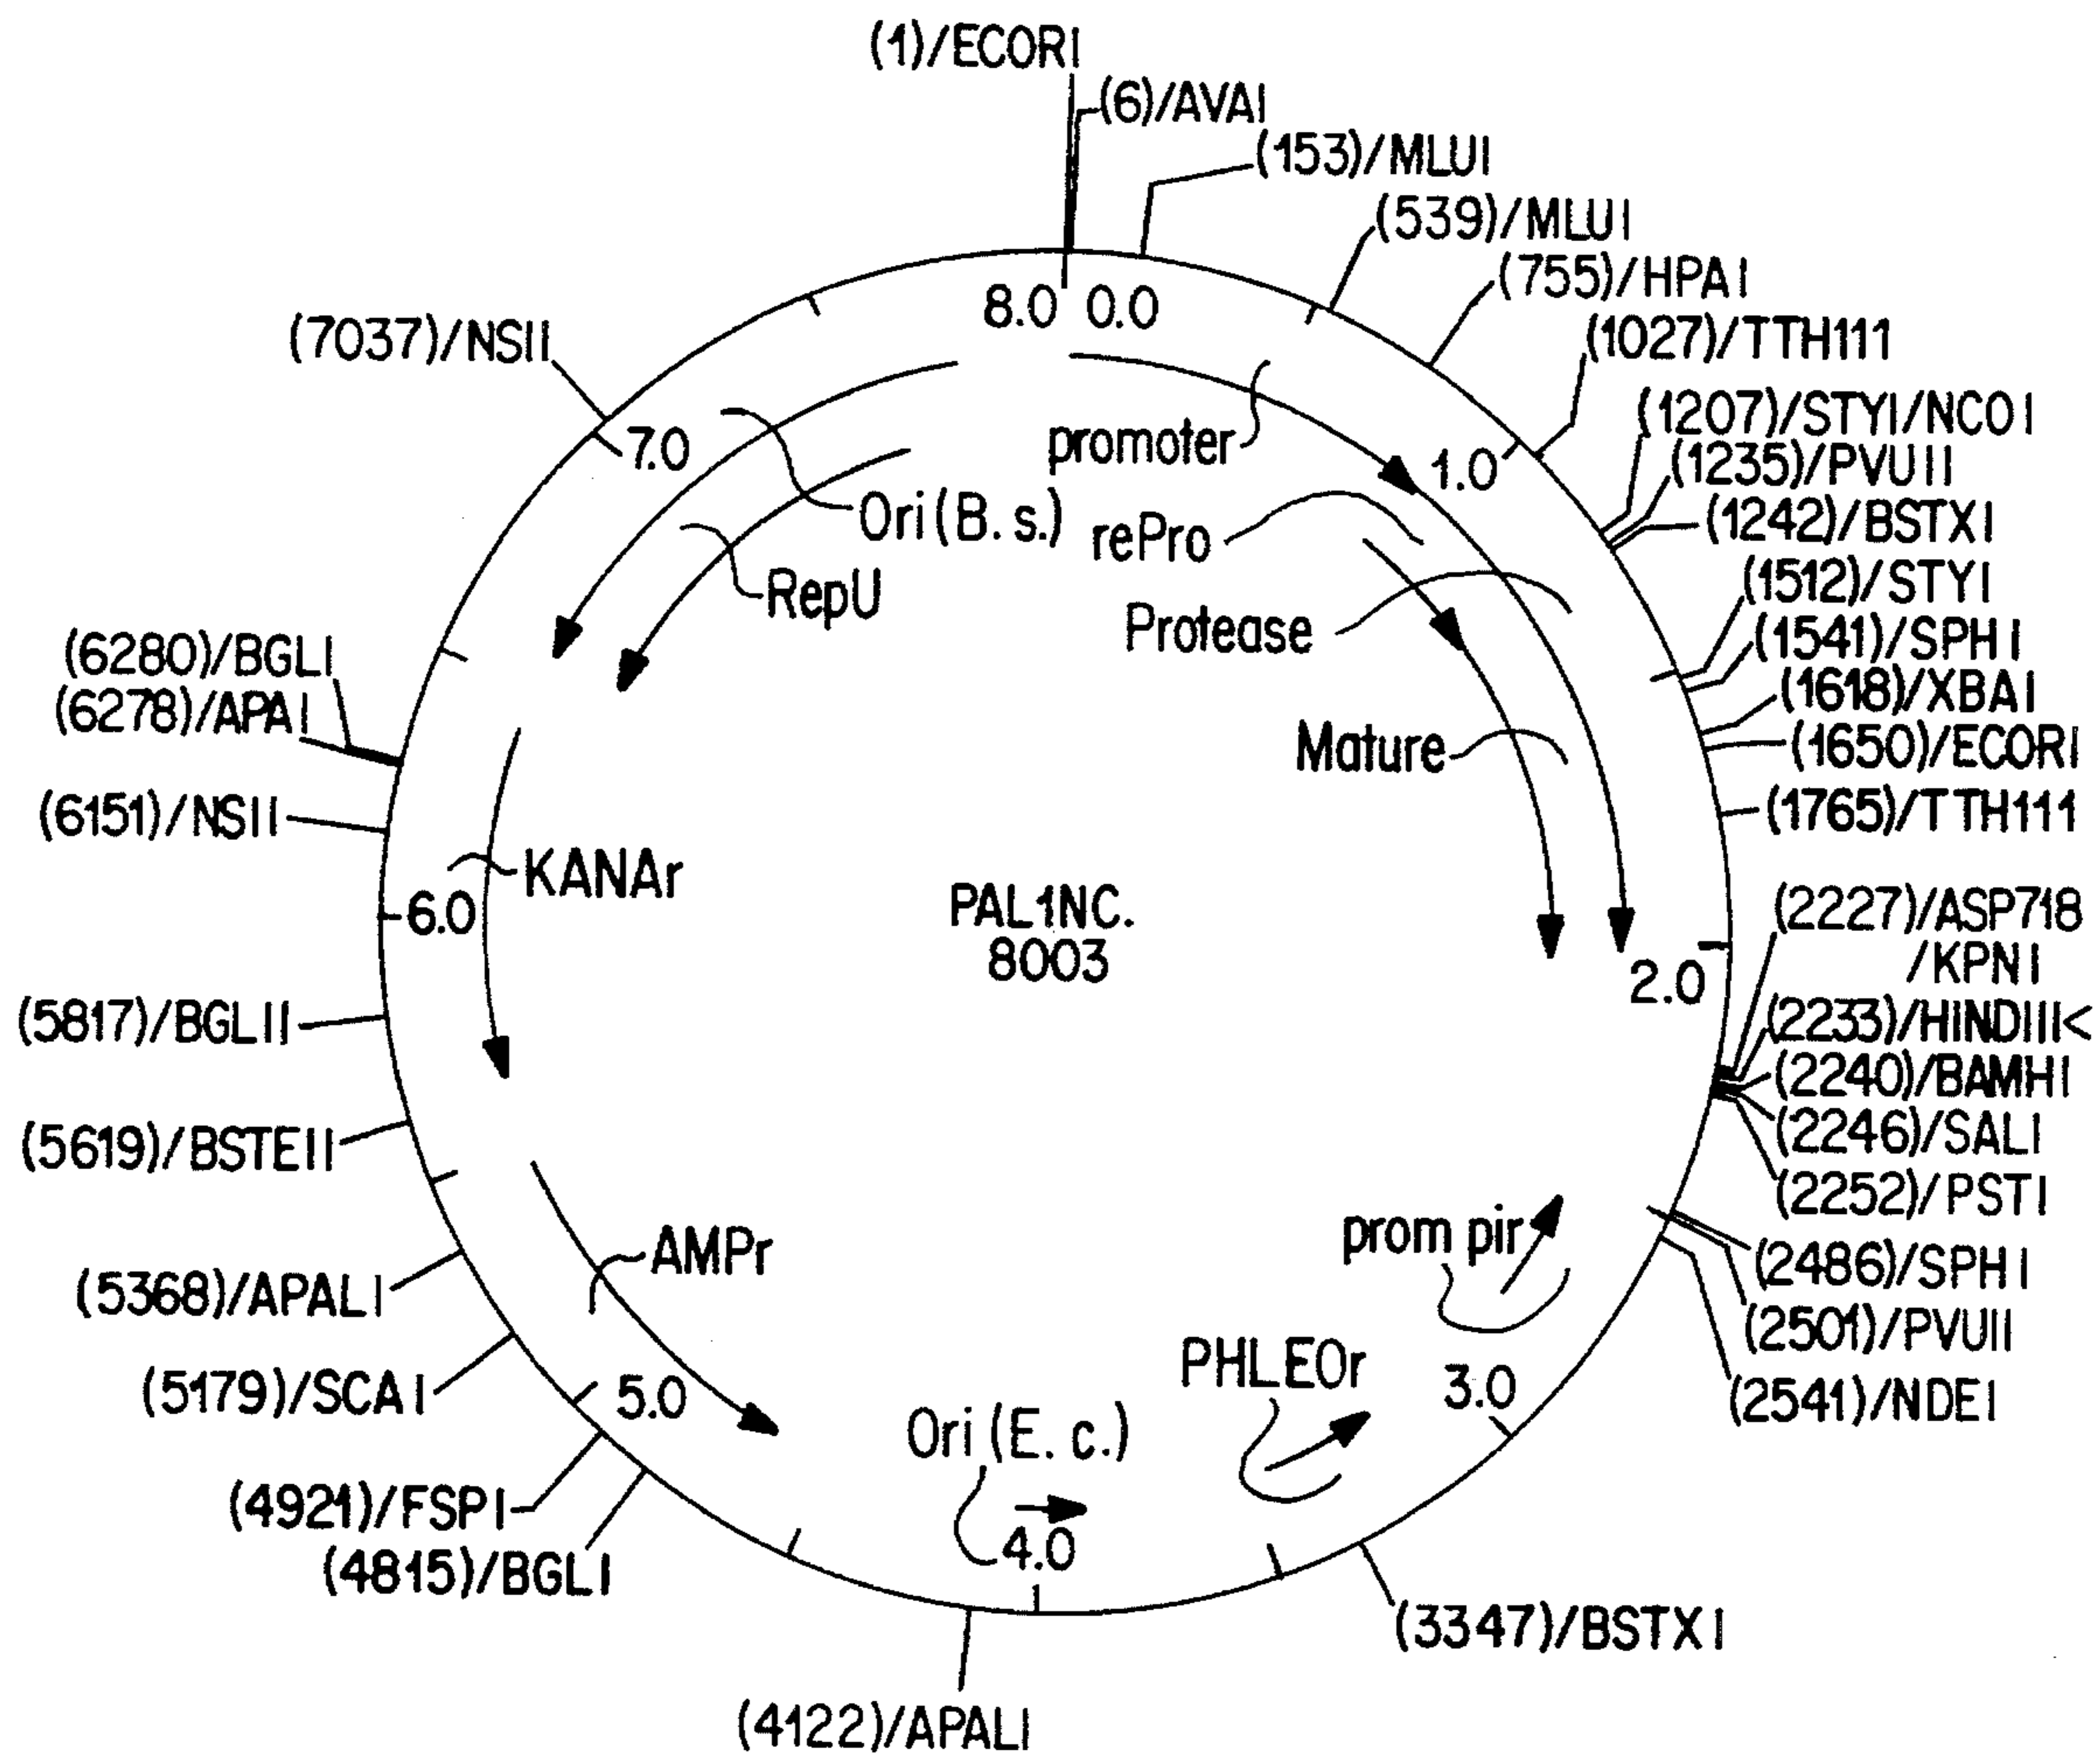 (1)/ECORI
(6)/AVAI
(153)/MLUI
(539)/MLUI
(755)/HPAI
(1027)/TTH111
(1207)/STYI/NCOI
(1235)/PVUII
(1242)/BSTXI
(1512)/STYI
(1541)/SPHI
(1618)/XBAI
(1650)/ECORI
(1765)/TTH111
(2227)/ASP718
/KPNI
(2233)/HINDIII<
(2240)/BAMHI
(2246)/SALI
(2252)/PSTI
(2486)/SPHI
(2501)/PVUII
(2541)/NDEI
(3347)/BSTXI
(4122)/APALI
(4815)/BGLI
(4921)/FSPI
(5179)/SCAI
(5368)/APALI
(5619)/BSTEII
(5817)/BGLII
(6151)/NSII
(6278)/APAI
(6280)/BGLI
(7037)/NSII
8.0 0.0
1.0
2.0
3.0
4.0
5.0
6.0
7.0
promoter
rePro
Protease
Mature
prom pir
PHLEOr
Ori (E. c.)
AMPr
KANAr
RepU
Ori (B. s.)
PAL1NC.
8003